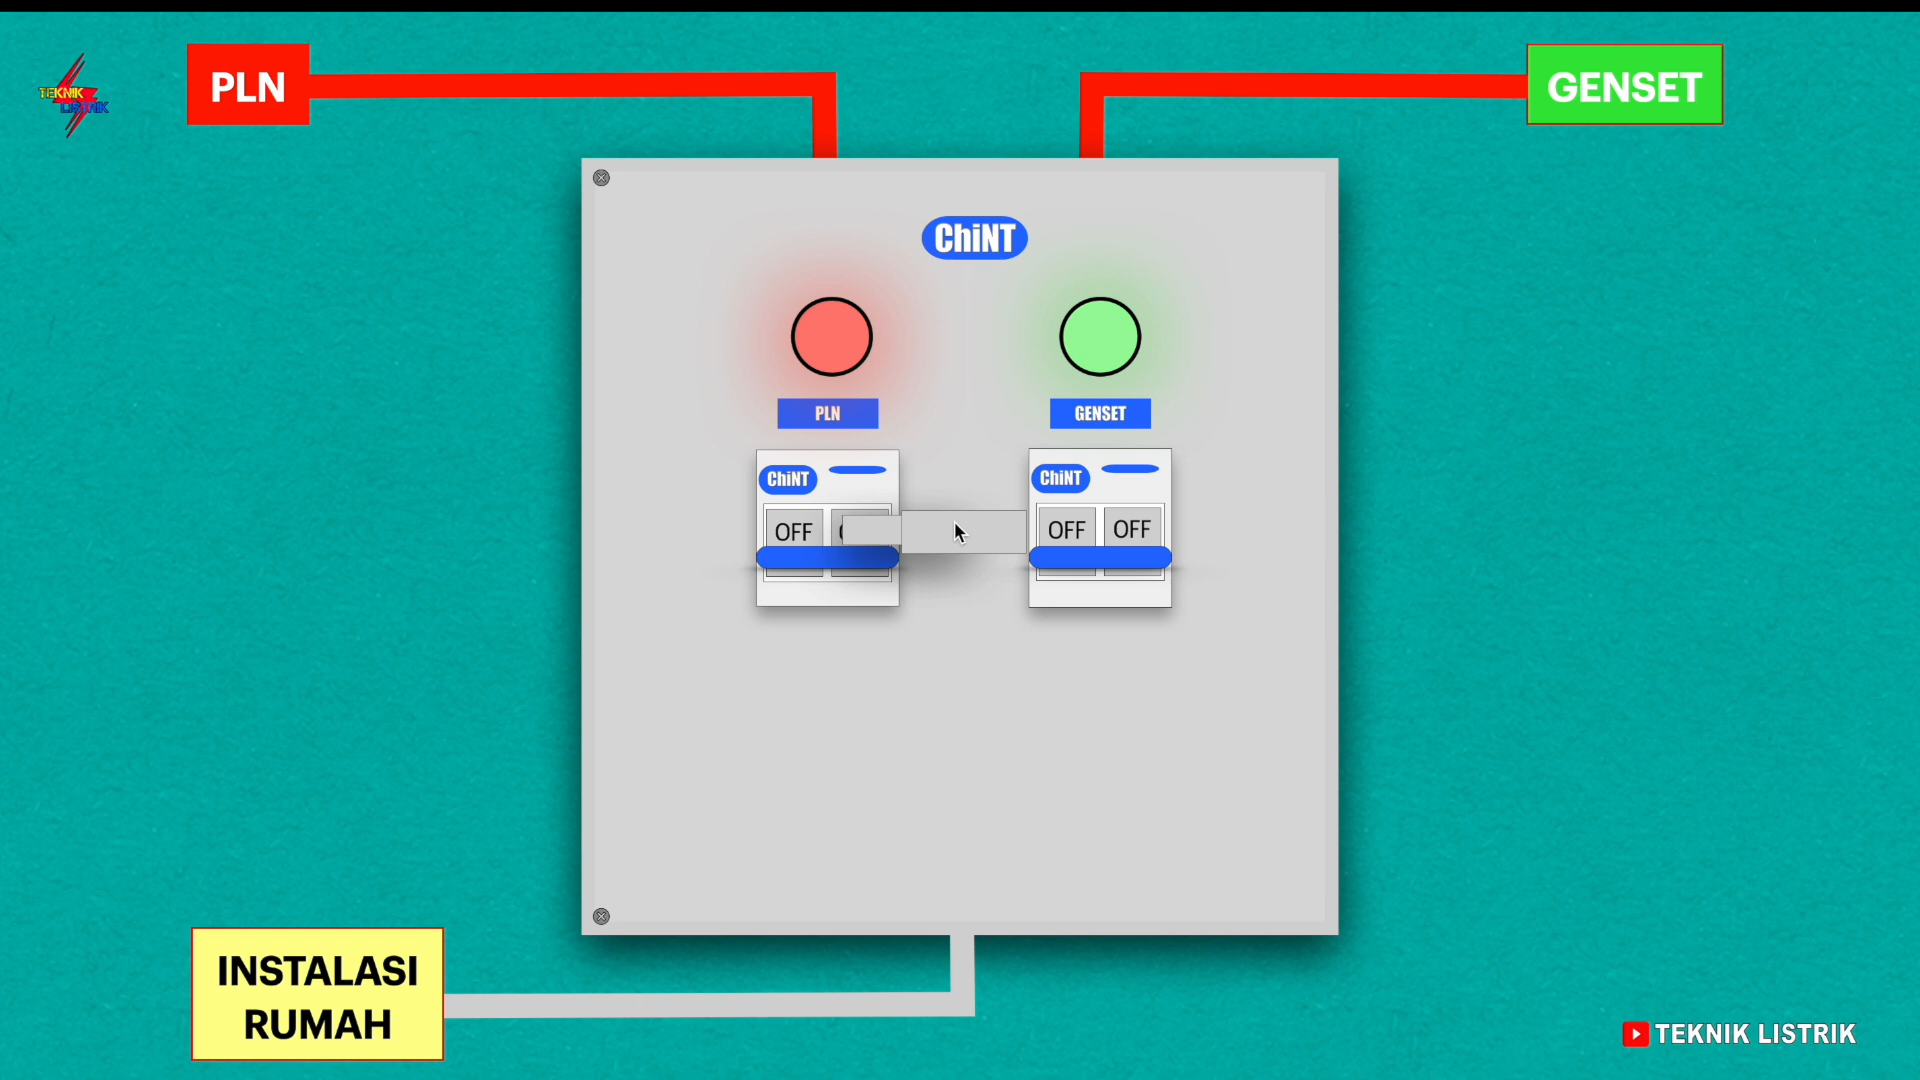 TEKNIK
LISTRIK
PLN
GENSET
ChiNT
PLN
GENSET
ChiNT
ChiNT
OFF
OFF
OFF
INSTALASI
RUMAH
TEKNIK LISTRIK